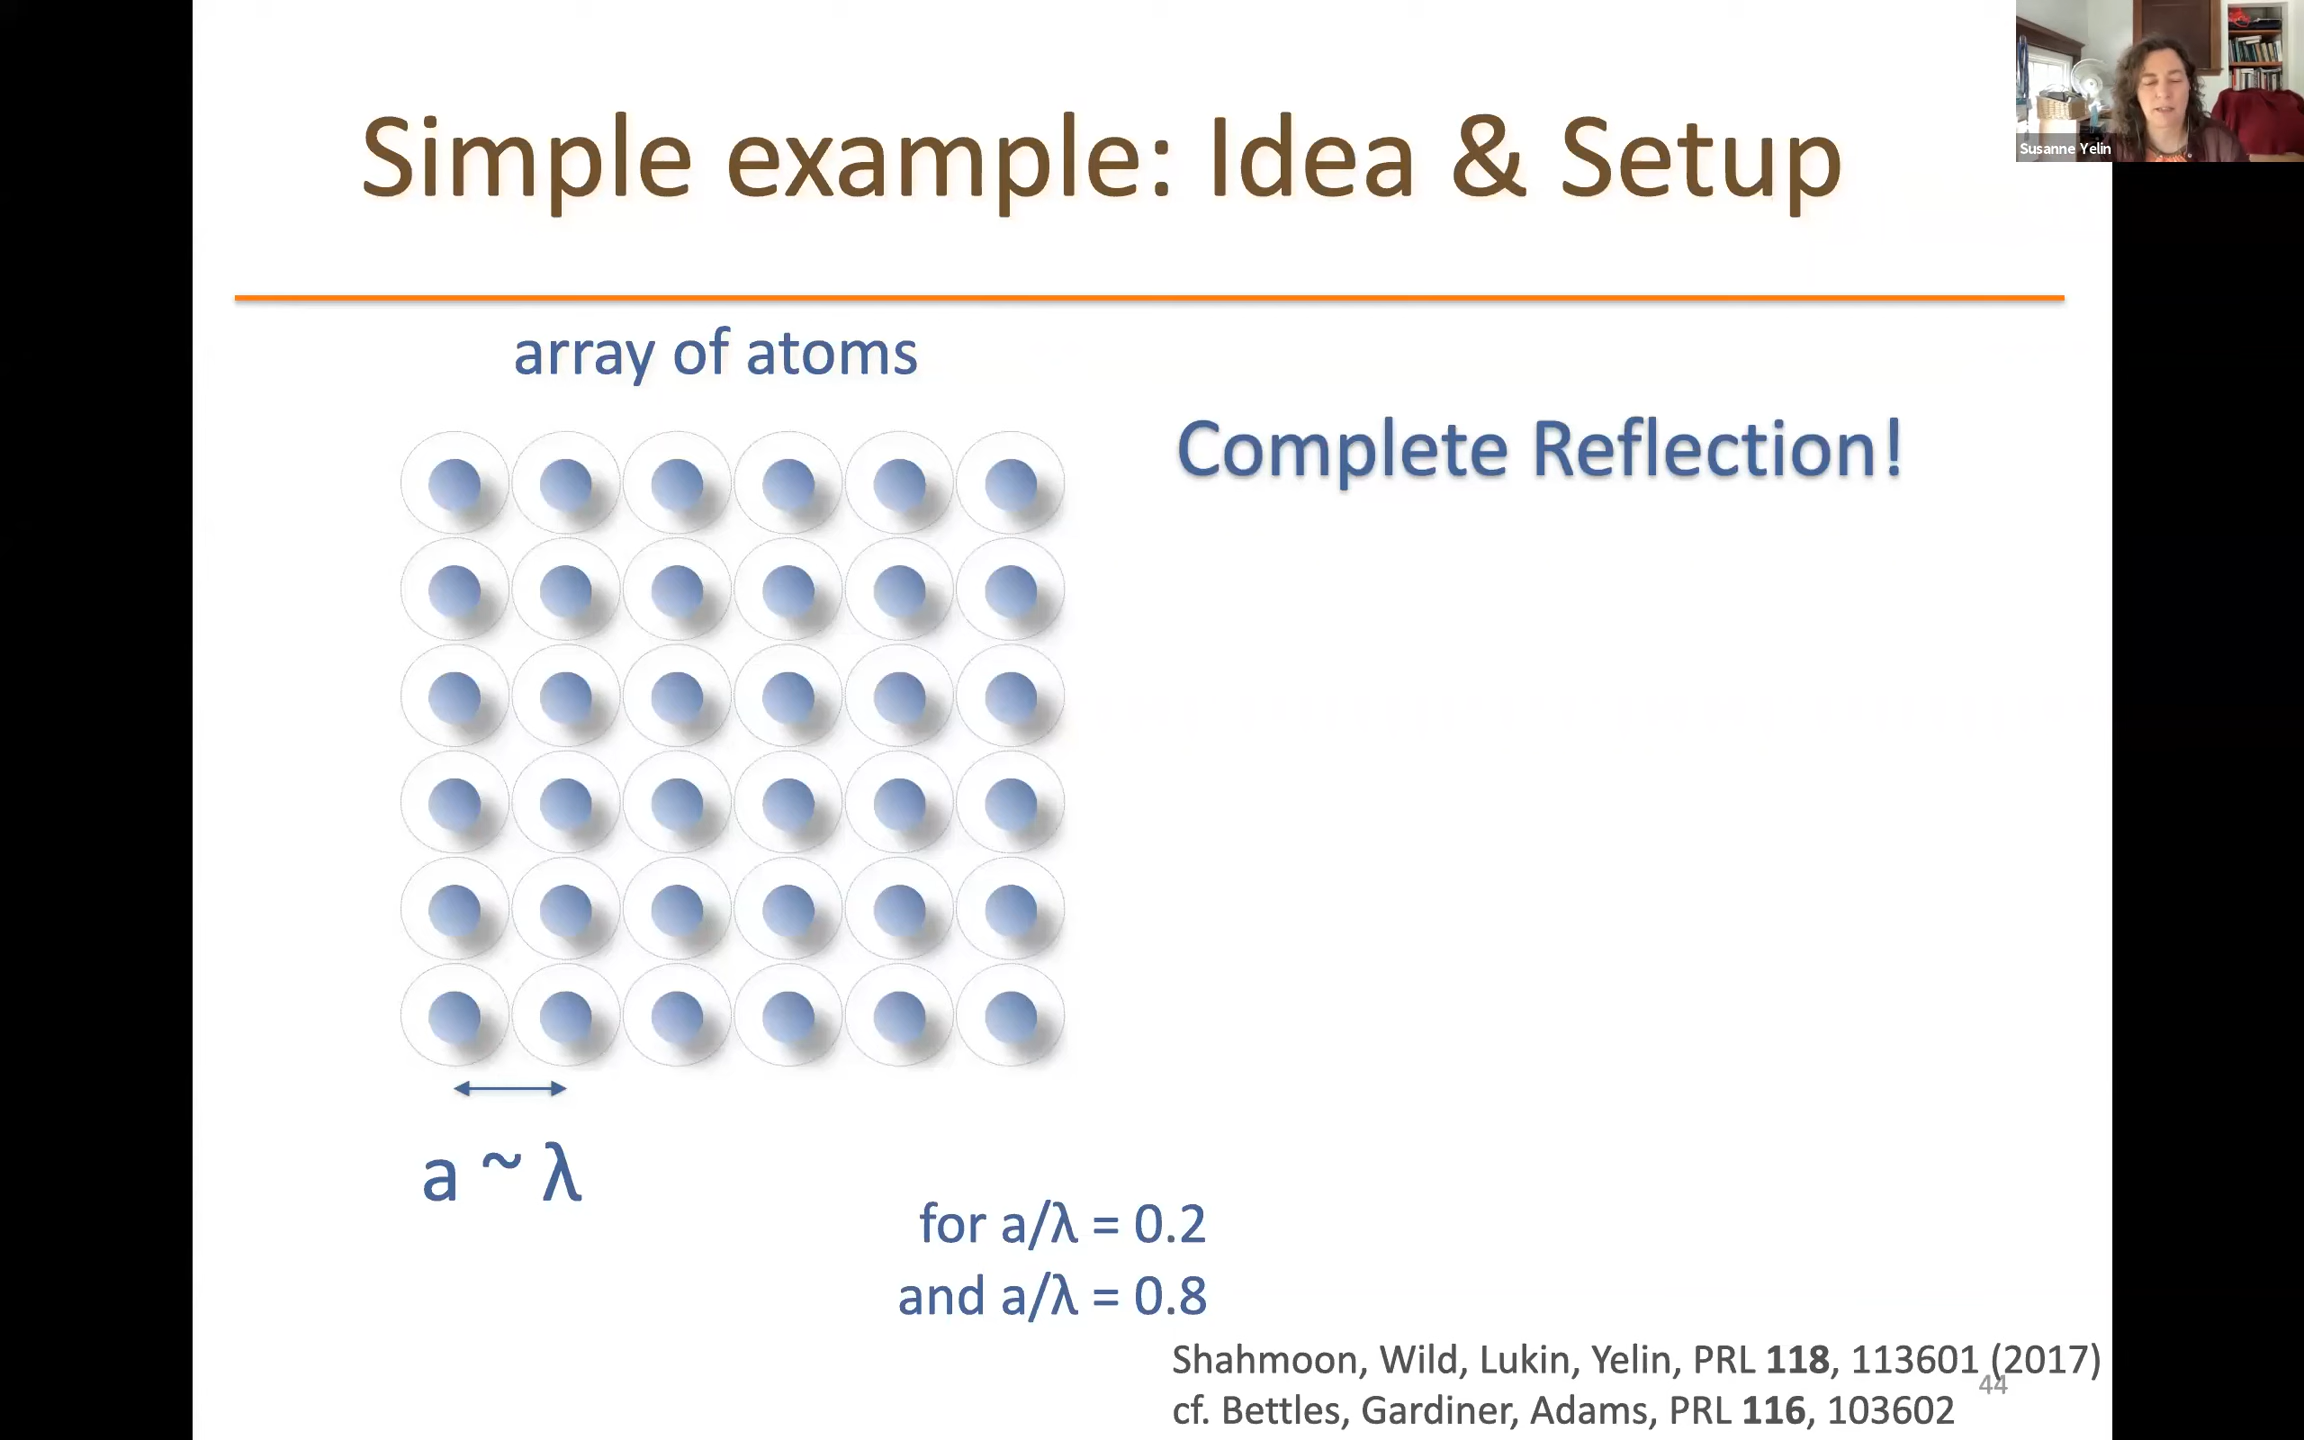 Simple example: Idea & Setup
Susanne Yelin
array of atoms
Complete Reflection!
a ~ λ
for a/λ = 0.2
and a/λ = 0.8
Shahmoon, Wild, Lukin, Yelin, PRL 118, 113601 (2017)
cf. Bettles, Gardiner, Adams, PRL 116, 103602
44